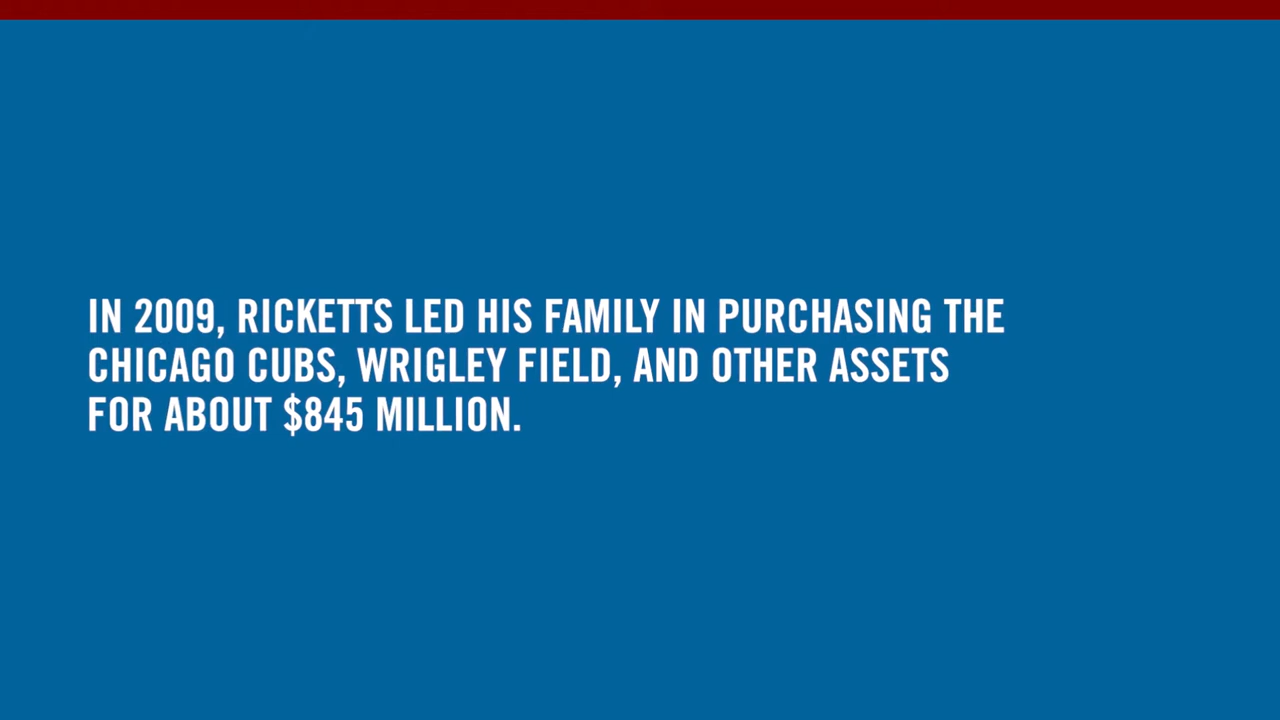 IN 2009, RICKETTS LED HIS FAMILY IN PURCHASING THE
CHICAGO CUBS, WRIGLEY FIELD, AND OTHER ASSETS
FOR ABOUT $845 MILLION.